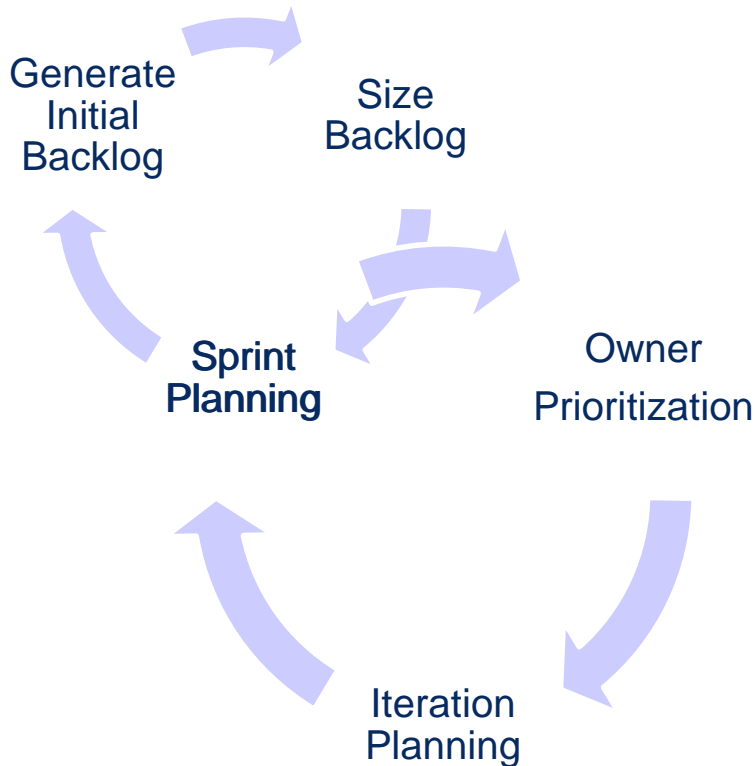 Generate
Initial
Backlog
Size
Backlog
Sprint
Planning
Owner
Prioritization
Iteration
Planning